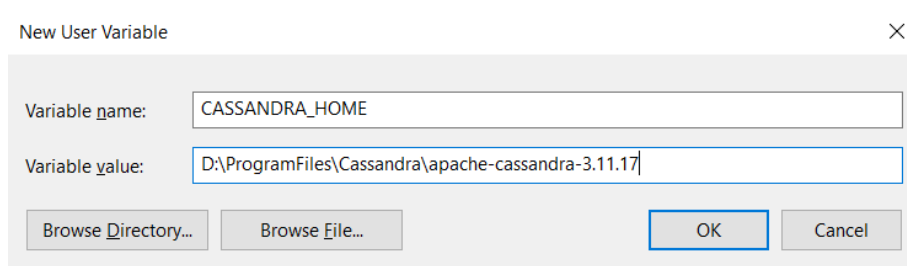 New User Variable
Variable name: CASSANDRA_HOME
Variable value: D:\ProgramFiles\Cassandra\apache-cassandra-3.11.17
Browse Directory... Browse File... OK Cancel